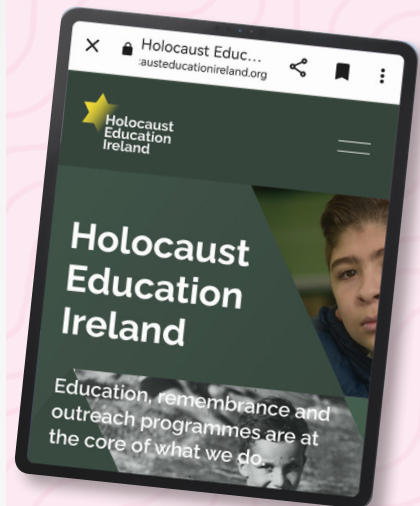 Holocaust Educ...
:austeducationireland.org
Holocaust
Education
Ireland
Holocaust
Education
Ireland
Education, remembrance and
outreach programmes are at
the core of what we do.